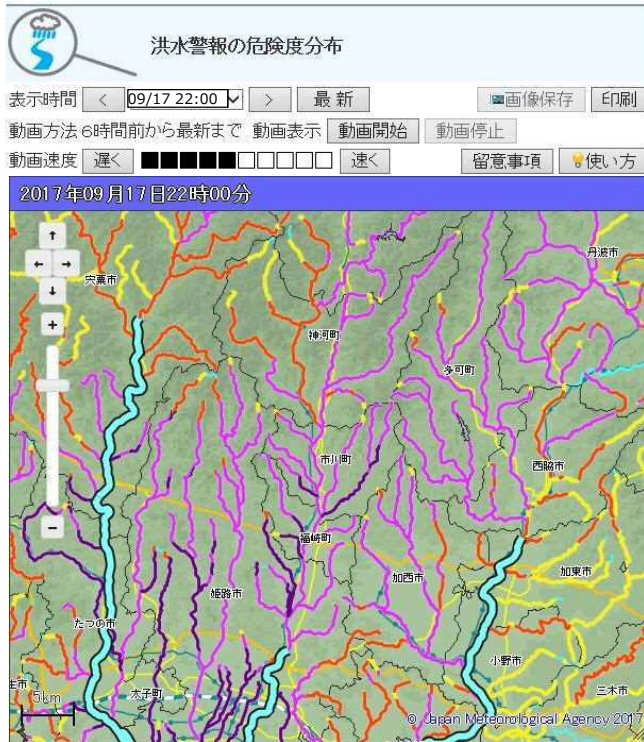 洪水警報の危険度分布
表示時間 < 09/17 22:00 > 最新 画像保存 印刷
動画方法 6時間前から最新まで 動画表示 動画開始 動画停止
動画速度 遅く 速く 留意事項 使い方
2017年09月17日22時00分
丹波市
宍粟市
神河町
多可町
市川町
西脇市
福崎町
加西市
加東市
姫路市
たつの市
小野市
生市
太子町
三木市
5km
© Japan Meteorological Agency 2017